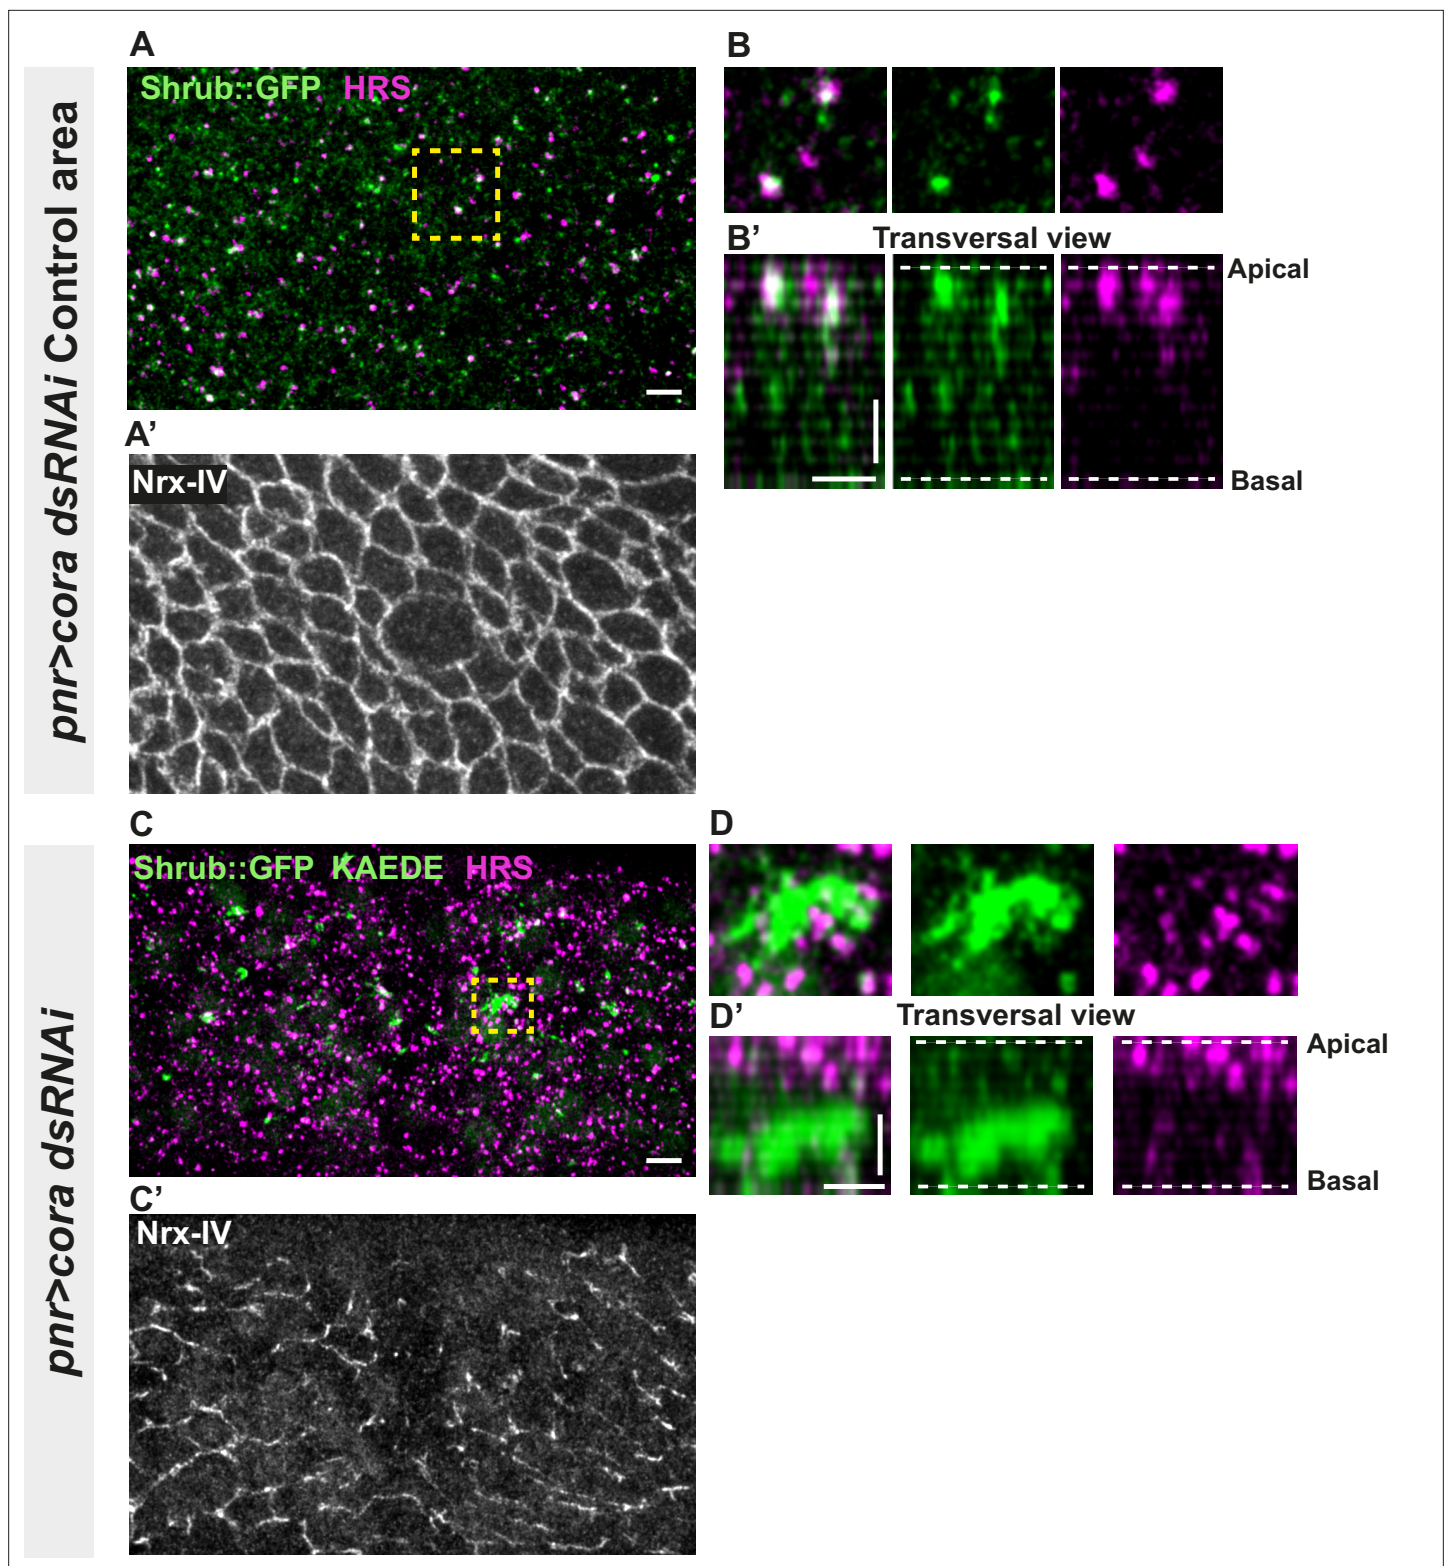 pnr>cora dsRNAi Control area
A
Shrub::GFP HRS
B
B’ Transversal view
Apical
Basal
A’
Nrx-IV
pnr>cora dsRNAi
C
Shrub::GFP KAEDE HRS
D
D’ Transversal view
Apical
Basal
C’
Nrx-IV